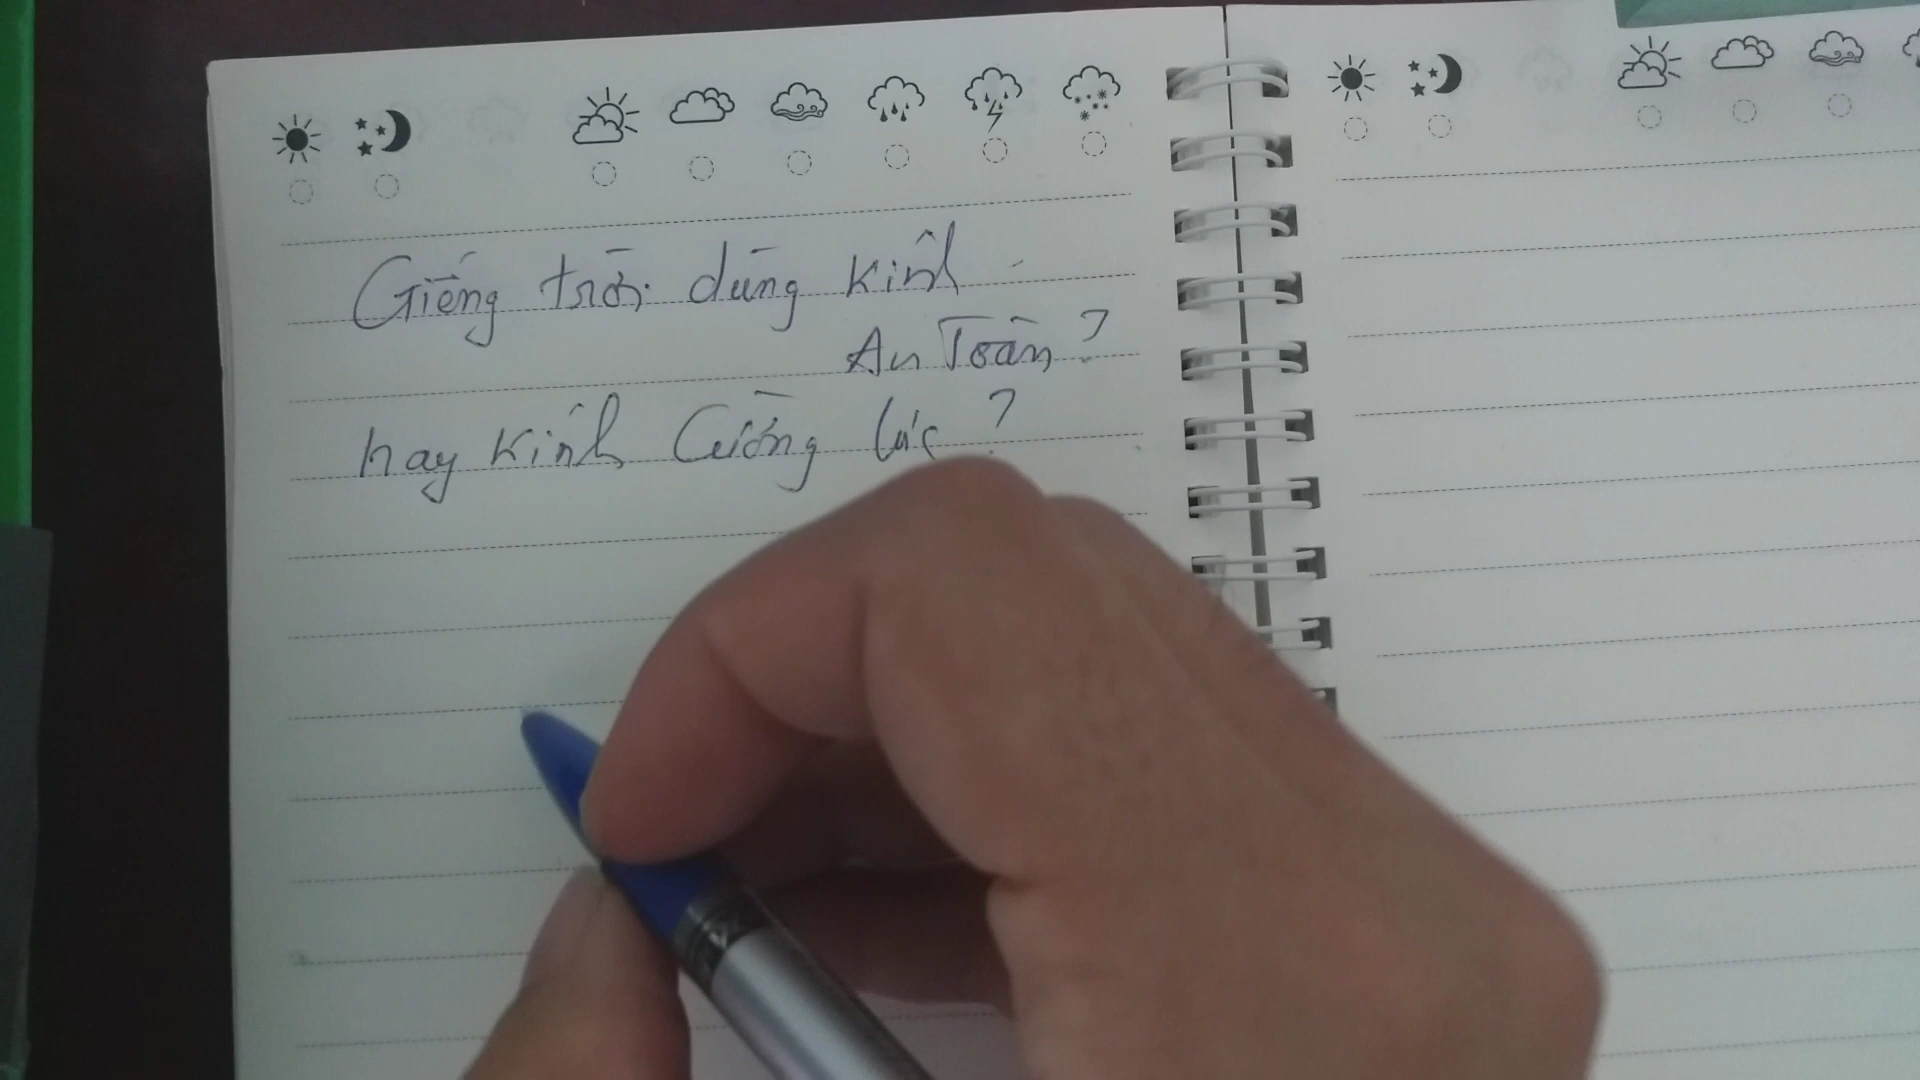 Giếng trời dùng kính
An Toàn?
hay kính Cường lực?